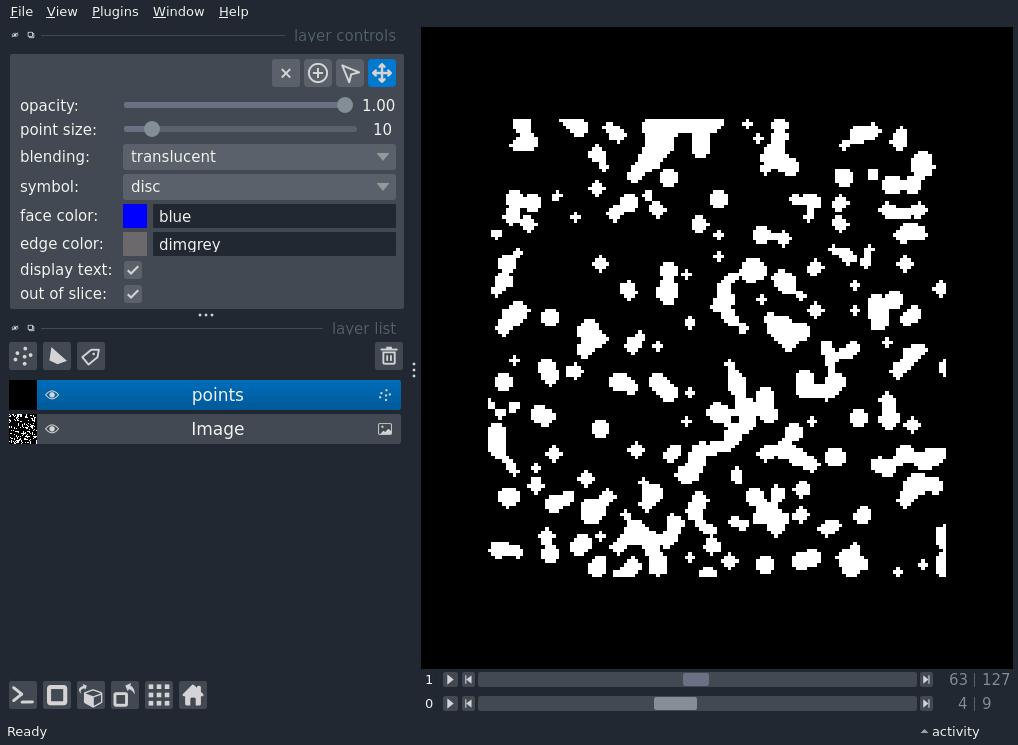 File View Plugins Window Help
layer controls
opacity: 1.00
point size: 10
blending: translucent
symbol: disc
face color: blue
edge color: dimgrey
display text:
out of slice:
layer list
points
Image
1 63 127
0 4 9
Ready activity